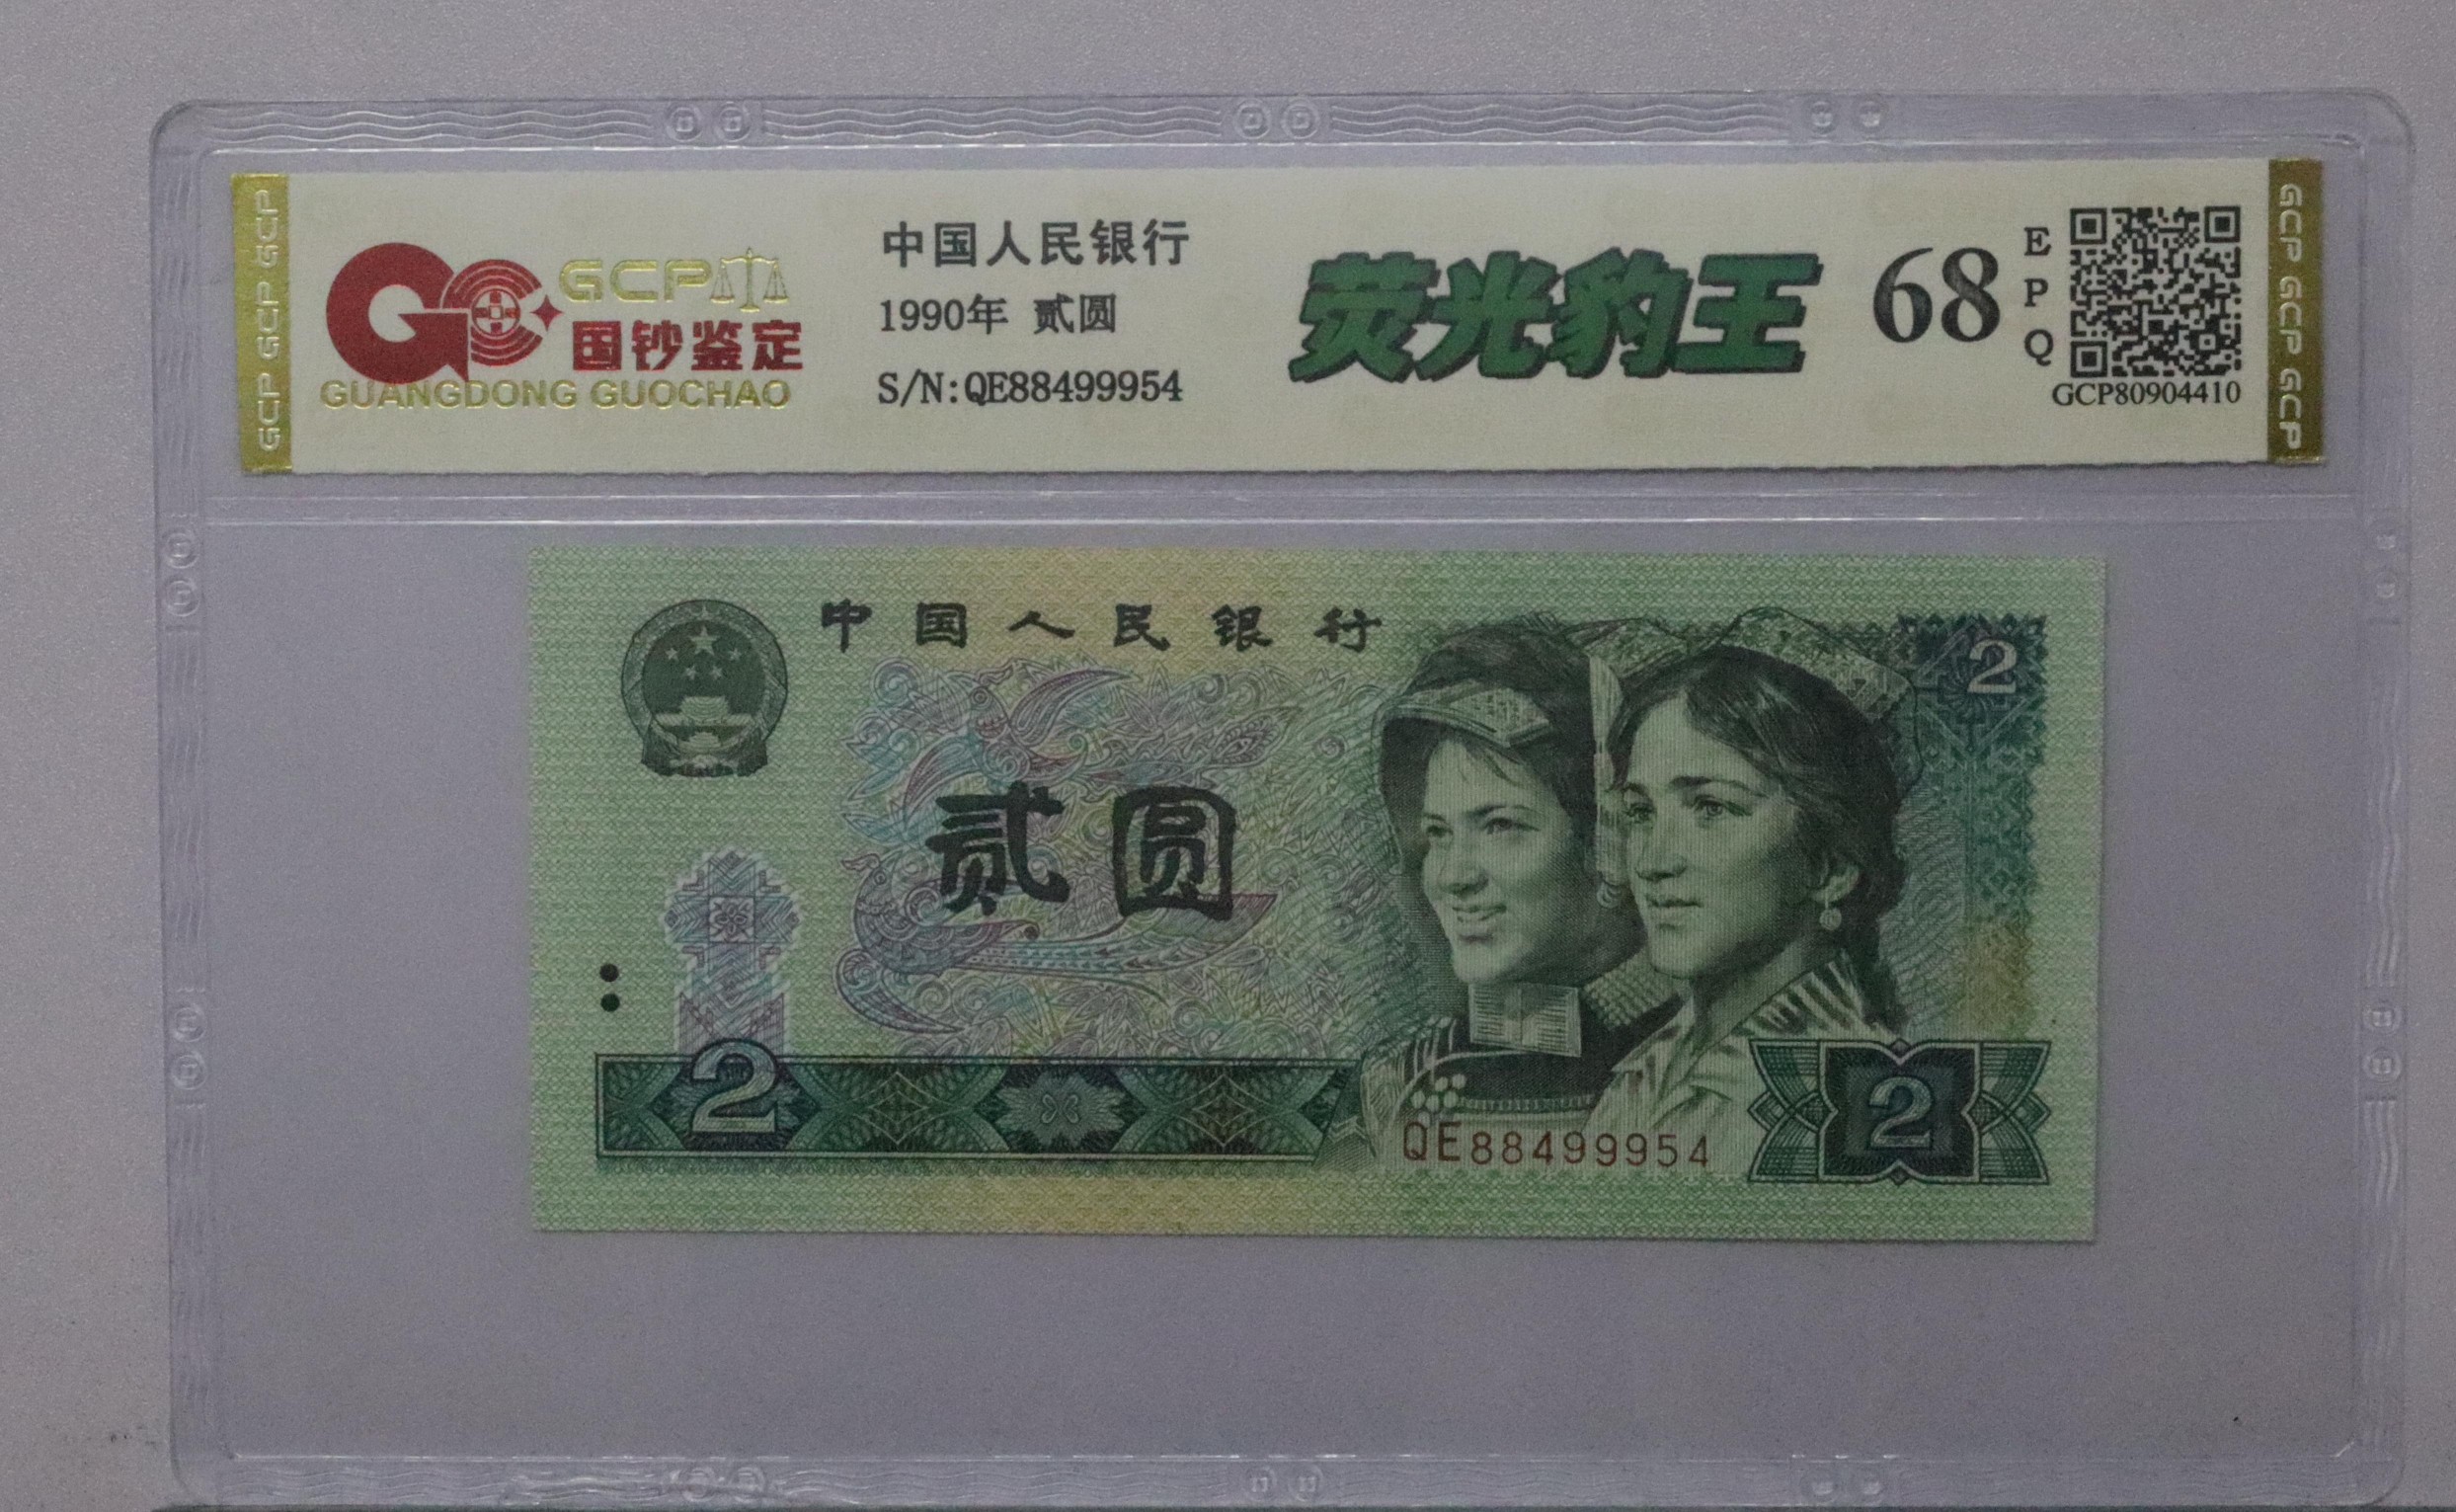 GCP GCP GCP
GCP
国钞鉴定
GUANGDONG GUOCHAO
中国人民银行
1990年 贰圆
S/N:QE88499954
荧光豹王
68
E
P
Q
GCP80904410
GCP GCP GCP
中国人民银行
2
贰圆
2
QE88499954
2